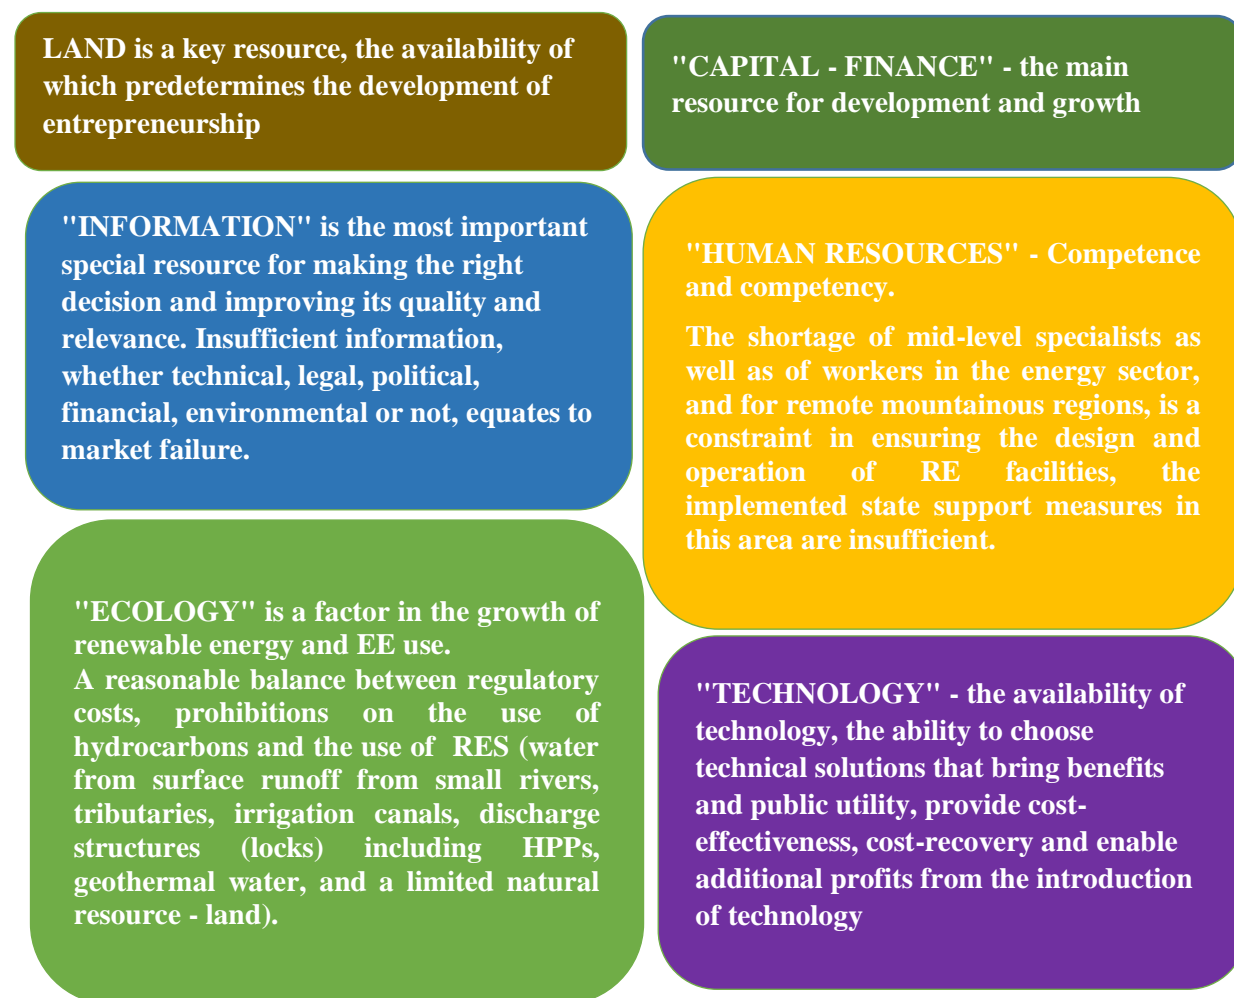 LAND is a key resource, the availability of
which predetermines the development of
entrepreneurship
"CAPITAL - FINANCE" - the main
resource for development and growth
"INFORMATION" is the most important
special resource for making the right
decision and improving its quality and
relevance. Insufficient information,
whether technical, legal, political,
financial, environmental or not, equates to
market failure.
"HUMAN RESOURCES" - Competence
and competency.
The shortage of mid-level specialists as
well as of workers in the energy sector,
and for remote mountainous regions, is a
constraint in ensuring the design and
operation of RE facilities, the
implemented state support measures in
this area are insufficient.
"ECOLOGY" is a factor in the growth of
renewable energy and EE use.
A reasonable balance between regulatory
costs, prohibitions on the use of
hydrocarbons and the use of RES (water
from surface runoff from small rivers,
tributaries, irrigation canals, discharge
structures (locks) including HPPs,
geothermal water, and a limited natural
resource - land).
"TECHNOLOGY" - the availability of
technology, the ability to choose
technical solutions that bring benefits
and public utility, provide cost-
effectiveness, cost-recovery and enable
additional profits from the introduction
of technology